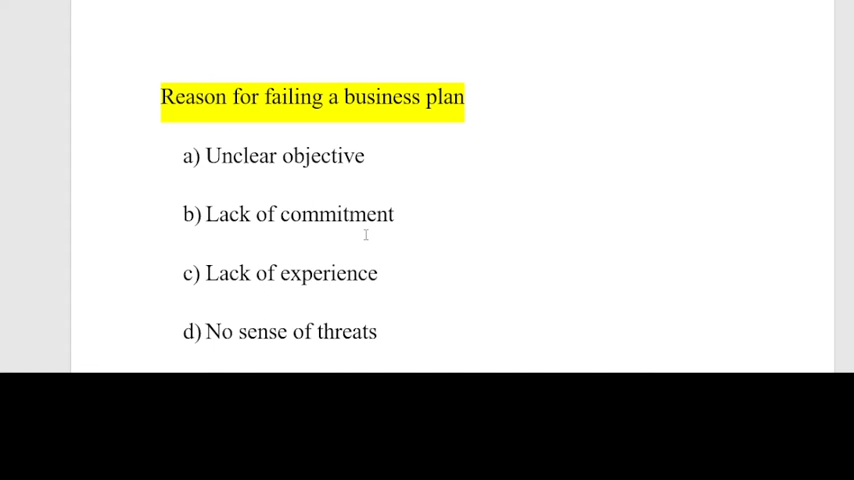 Reason for failing a business plan
a) Unclear objective
b) Lack of commitment
c) Lack of experience
d) No sense of threats